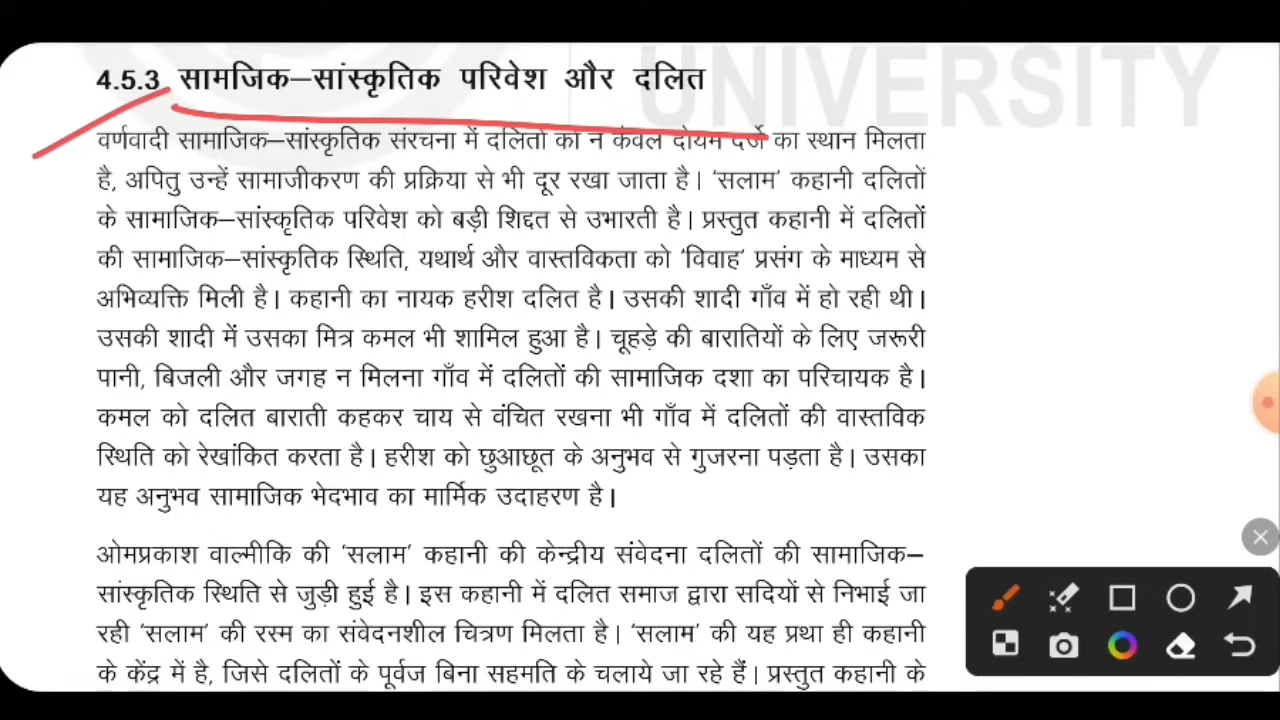 UNIVERSITY
4.5.3 सामजिक–सांस्कृतिक परिवेश और दलित
वर्णवादी सामाजिक–सांस्कृतिक संरचना में दलितों को न केवल दोयम दर्जे का स्थान मिलता
है, अपितु उन्हें सामाजीकरण की प्रक्रिया से भी दूर रखा जाता है। 'सलाम' कहानी दलितों
के सामाजिक–सांस्कृतिक परिवेश को बड़ी शिद्दत से उभारती है। प्रस्तुत कहानी में दलितों
की सामाजिक–सांस्कृतिक स्थिति, यथार्थ और वास्तविकता को 'विवाह' प्रसंग के माध्यम से
अभिव्यक्ति मिली है। कहानी का नायक हरीश दलित है। उसकी शादी गाँव में हो रही थी।
उसकी शादी में उसका मित्र कमल भी शामिल हुआ है। चूहड़े की बारातियों के लिए जरूरी
पानी, बिजली और जगह न मिलना गाँव में दलितों की सामाजिक दशा का परिचायक है।
कमल को दलित बाराती कहकर चाय से वंचित रखना भी गाँव में दलितों की वास्तविक
स्थिति को रेखांकित करता है। हरीश को छुआछूत के अनुभव से गुजरना पड़ता है। उसका
यह अनुभव सामाजिक भेदभाव का मार्मिक उदाहरण है।
ओमप्रकाश वाल्मीकि की 'सलाम' कहानी की केन्द्रीय संवेदना दलितों की सामाजिक–
सांस्कृतिक स्थिति से जुड़ी हुई है। इस कहानी में दलित समाज द्वारा सदियों से निभाई जा
रही 'सलाम' की रस्म का संवेदनशील चित्रण मिलता है। 'सलाम' की यह प्रथा ही कहानी
के केंद्र में है, जिसे दलितों के पूर्वज बिना सहमति के चलाये जा रहे हैं। प्रस्तुत कहानी के